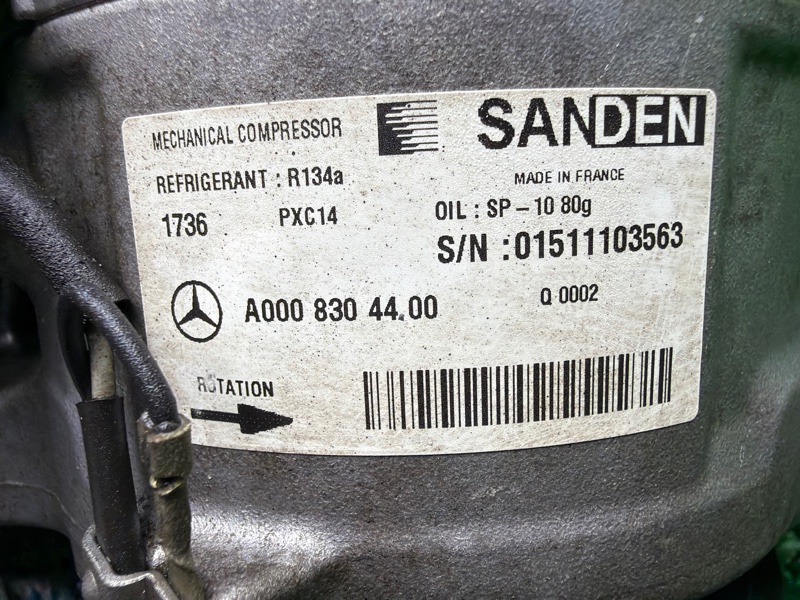 MECHANICAL COMPRESSOR
SANDEN
REFRIGERANT : R134a
MADE IN FRANCE
1736 PXC14
OIL : SP-10 80g
S/N :01511103563
A000 830 44.00
Q 0002
ROTATION